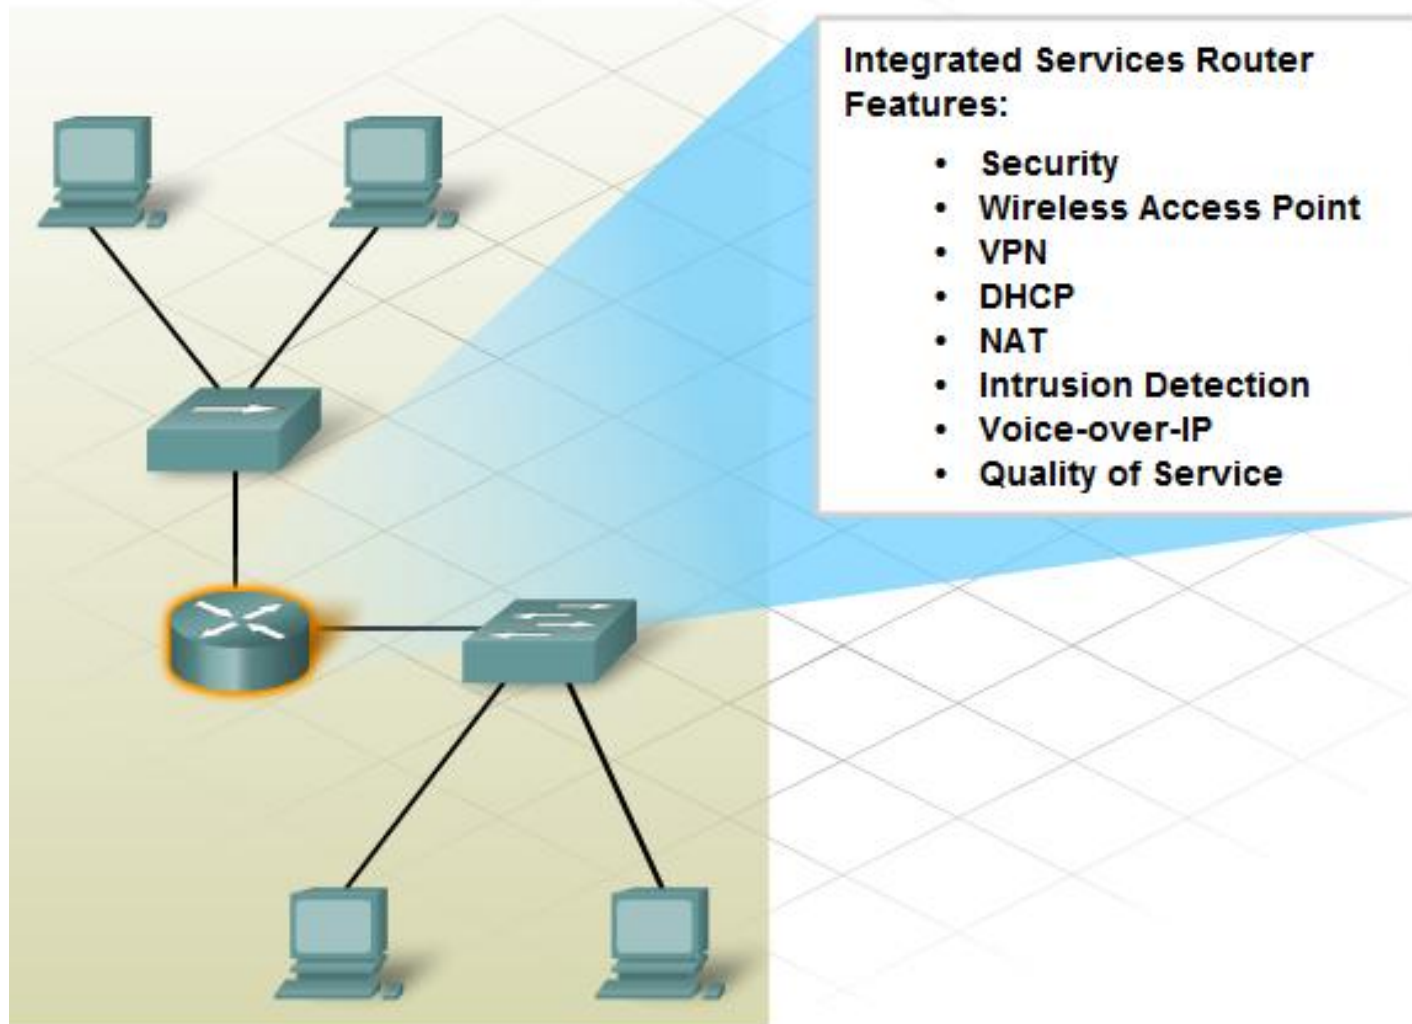 Integrated Services Router
Features:
• Security
• Wireless Access Point
• VPN
• DHCP
• NAT
• Intrusion Detection
• Voice-over-IP
• Quality of Service